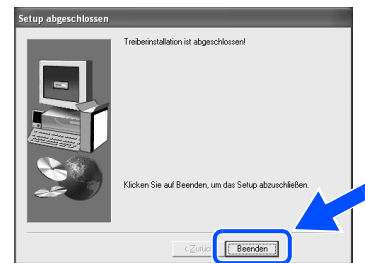 Setup abgeschlossen
Treiberinstallation ist abgeschlossen!
Klicken Sie auf Beenden, um das Setup abzuschließen.
< Zurück
Beenden